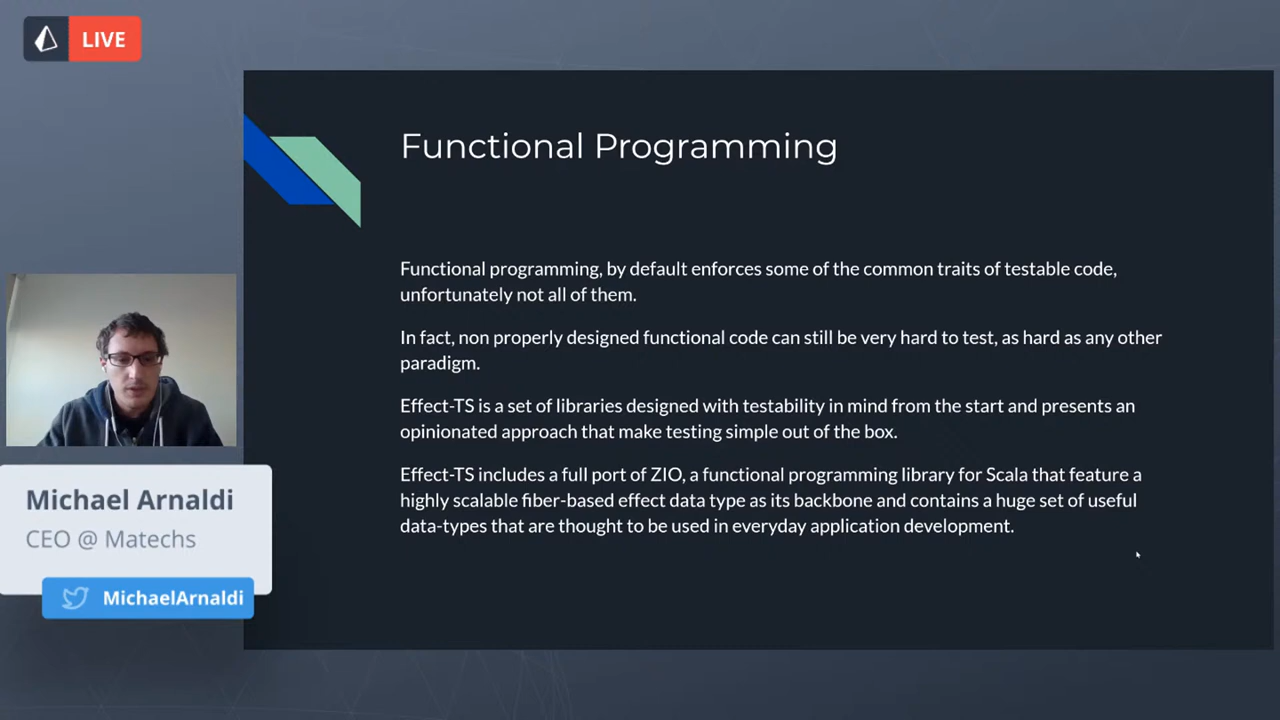 LIVE
Functional Programming
Functional programming, by default enforces some of the common traits of testable code,
unfortunately not all of them.
In fact, non properly designed functional code can still be very hard to test, as hard as any other
paradigm.
Effect-TS is a set of libraries designed with testability in mind from the start and presents an
opinionated approach that make testing simple out of the box.
Effect-TS includes a full port of ZIO, a functional programming library for Scala that feature a
highly scalable fiber-based effect data type as its backbone and contains a huge set of useful
data-types that are thought to be used in everyday application development.
Michael Arnaldi
CEO @ Matechs
MichaelArnaldi